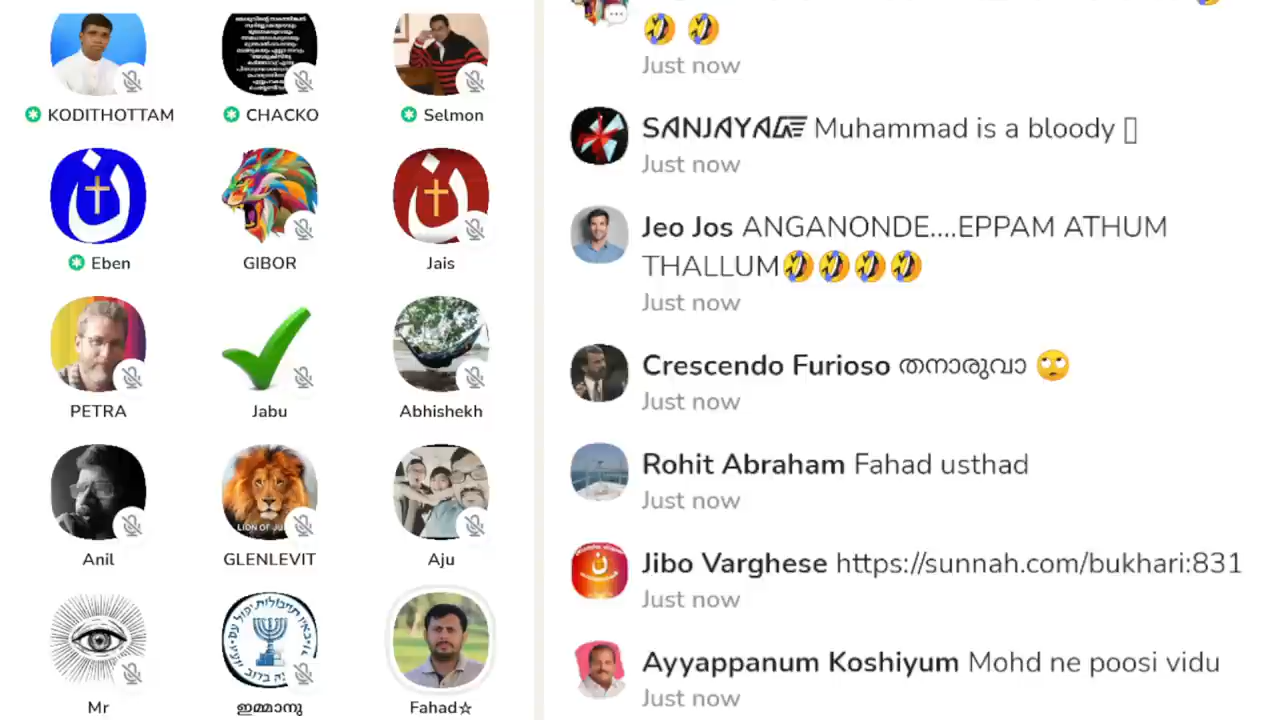 KODITHOTTAM
CHACKO
Selmon
Eben
GIBOR
Jais
PETRA
Jabu
Abhishekh
Anil
GLENLEVIT
Aju
Mr
ഇമ്മാനു
Fahad☆
🤣 🤣
Just now
SANJAYAGE Muhammad is a bloody ▯
Just now
Jeo Jos ANGANONDE....EPPAM ATHUM
THALLUM🤣🤣🤣🤣
Just now
Crescendo Furioso തനാരുവാ 🙄
Just now
Rohit Abraham Fahad usthad
Just now
Jibo Varghese https://sunnah.com/bukhari:831
Just now
Ayyappanum Koshiyum Mohd ne poosi vidu
Just now